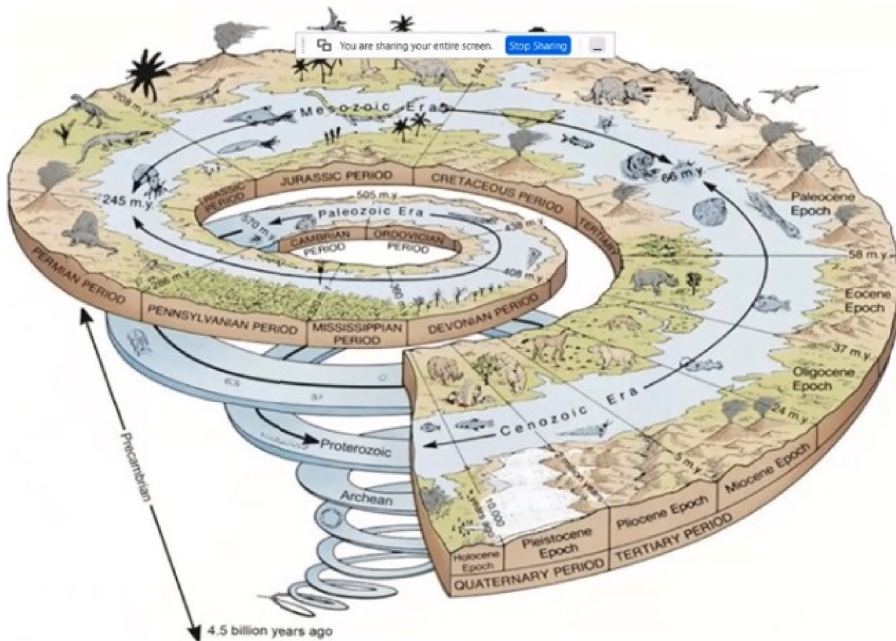 You are sharing your entire screen.
Stop Sharing
144
208 m.y.
Mesozoic Era
66 m.y.
245 m.y.
Paleocene
Epoch
TRIASSIC
PERIOD
JURASSIC PERIOD
CRETACEOUS PERIOD
TERTIARY
505 m.y.
570 m.y.
Paleozoic Era
438 m.y.
CAMBRIAN
PERIOD
ORDOVICIAN
PERIOD
408 m.y.
360 m.y.
286 m.y.
58 m.y.
Eocene
Epoch
37 m.y.
Oligocene
Epoch
24 m.y.
5 m.y.
PERMIAN PERIOD
PENNSYLVANIAN PERIOD
MISSISSIPPIAN
PERIOD
DEVONIAN PERIOD
Cenozoic Era
years
10,000
years ago
Precambrian
Proterozoic
Archean
Holocene
Epoch
Pleistocene
Epoch
Pliocene Epoch
Miocene Epoch
QUATERNARY PERIOD
TERTIARY PERIOD
4.5 billion years ago